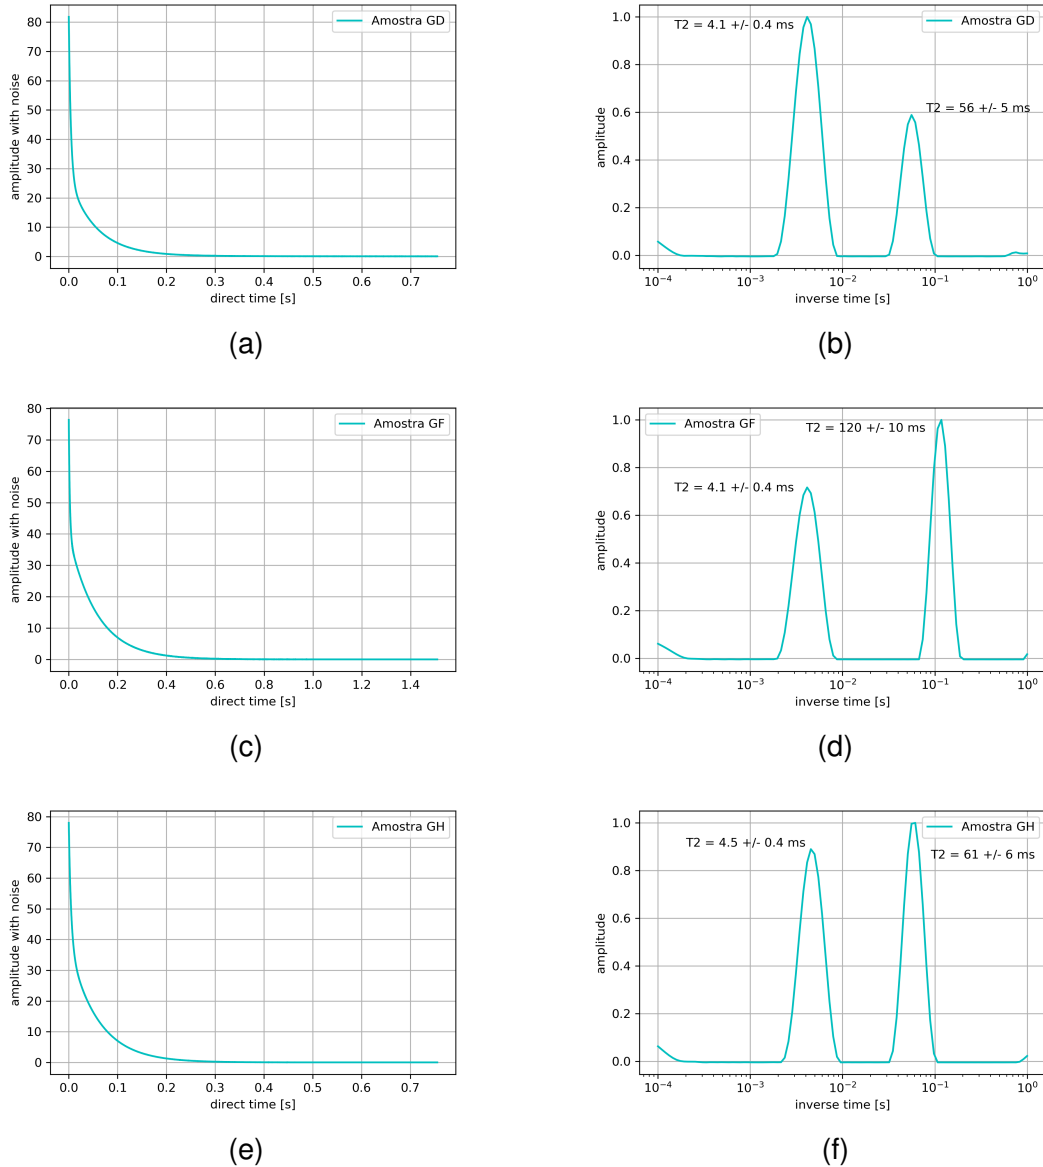 80
70
60
50
40
30
20
10
0
amplitude with noise
Amostra GD
0.0 0.1 0.2 0.3 0.4 0.5 0.6 0.7
direct time [s]
(a)
1.0
0.8
0.6
0.4
0.2
0.0
amplitude
T2 = 4.1 +/- 0.4 ms
Amostra GD
T2 = 56 +/- 5 ms
10⁻⁴ 10⁻³ 10⁻² 10⁻¹ 10⁰
inverse time [s]
(b)
80
70
60
50
40
30
20
10
0
amplitude with noise
Amostra GF
0.0 0.2 0.4 0.6 0.8 1.0 1.2 1.4
direct time [s]
(c)
1.0
0.8
0.6
0.4
0.2
0.0
amplitude
Amostra GF
T2 = 120 +/- 10 ms
T2 = 4.1 +/- 0.4 ms
10⁻⁴ 10⁻³ 10⁻² 10⁻¹ 10⁰
inverse time [s]
(d)
80
70
60
50
40
30
20
10
0
amplitude with noise
Amostra GH
0.0 0.1 0.2 0.3 0.4 0.5 0.6 0.7
direct time [s]
(e)
1.0
0.8
0.6
0.4
0.2
0.0
amplitude
Amostra GH
T2 = 4.5 +/- 0.4 ms
T2 = 61 +/- 6 ms
10⁻⁴ 10⁻³ 10⁻² 10⁻¹ 10⁰
inverse time [s]
(f)